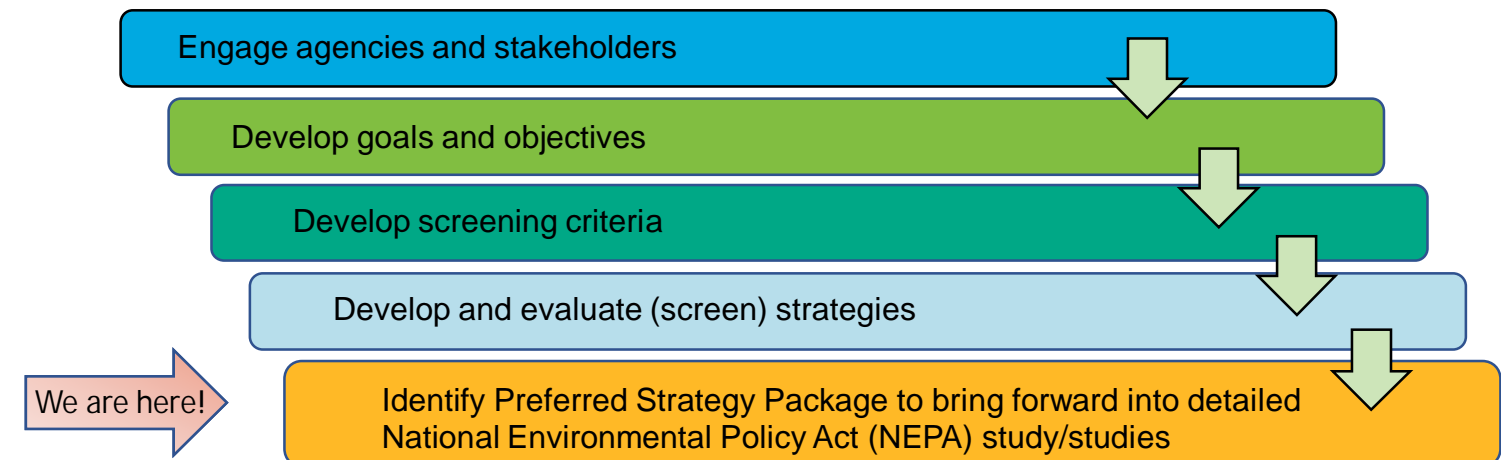 Engage agencies and stakeholders
Develop goals and objectives
Develop screening criteria
Develop and evaluate (screen) strategies
We are here!
Identify Preferred Strategy Package to bring forward into detailed
National Environmental Policy Act (NEPA) study/studies